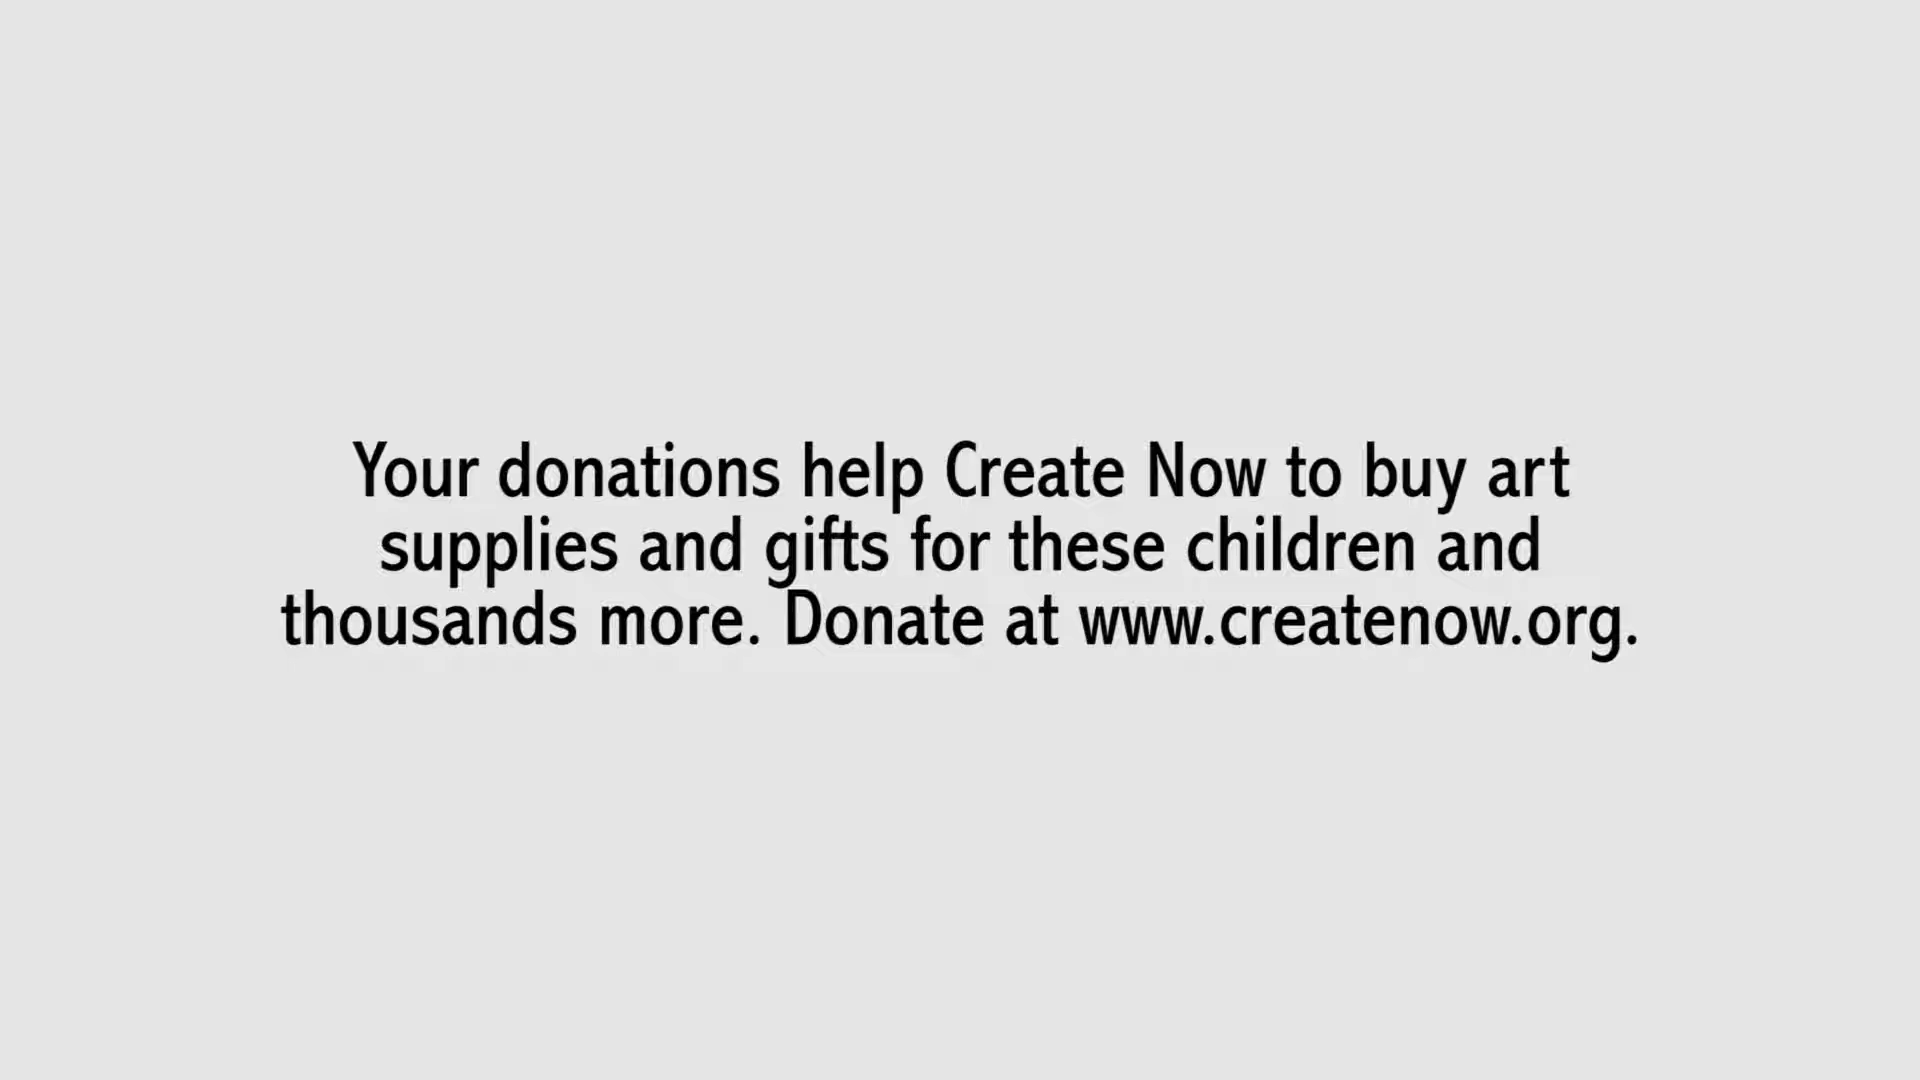 Your donations help Create Now to buy art
supplies and gifts for these children and
thousands more. Donate at www.createnow.org.